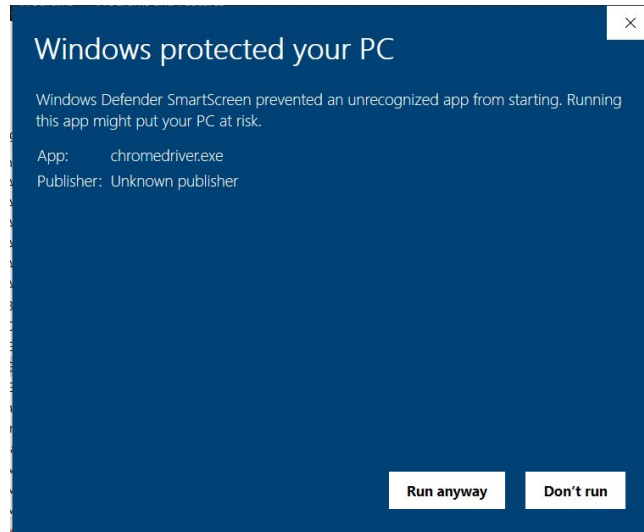 Windows protected your PC
Windows Defender SmartScreen prevented an unrecognized app from starting. Running
this app might put your PC at risk.
App: chromedriver.exe
Publisher: Unknown publisher
Run anyway Don't run